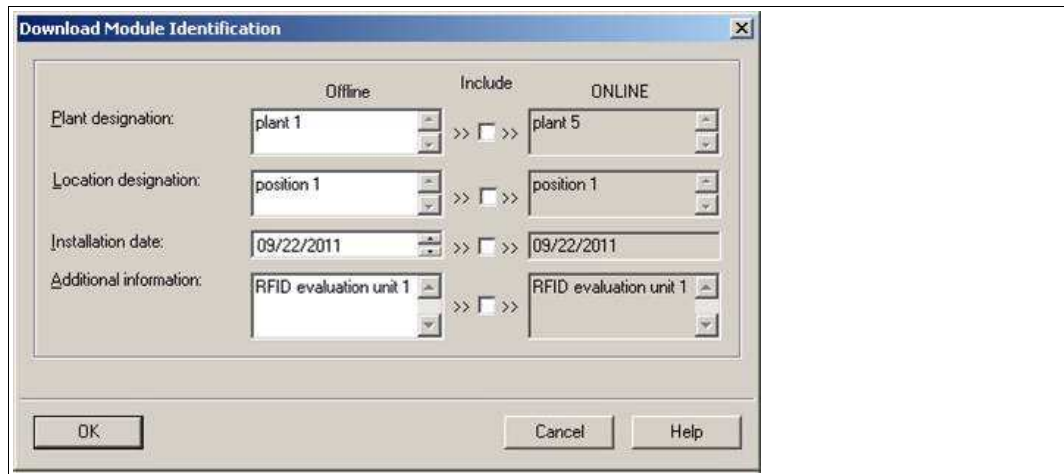 Download Module Identification
Offline Include ONLINE
Plant designation: plant 1 >> >> plant 5
Location designation: position 1 >> >> position 1
Installation date: 09/22/2011 >> >> 09/22/2011
Additional information: RFID evaluation unit 1 >> >> RFID evaluation unit 1
OK Cancel Help